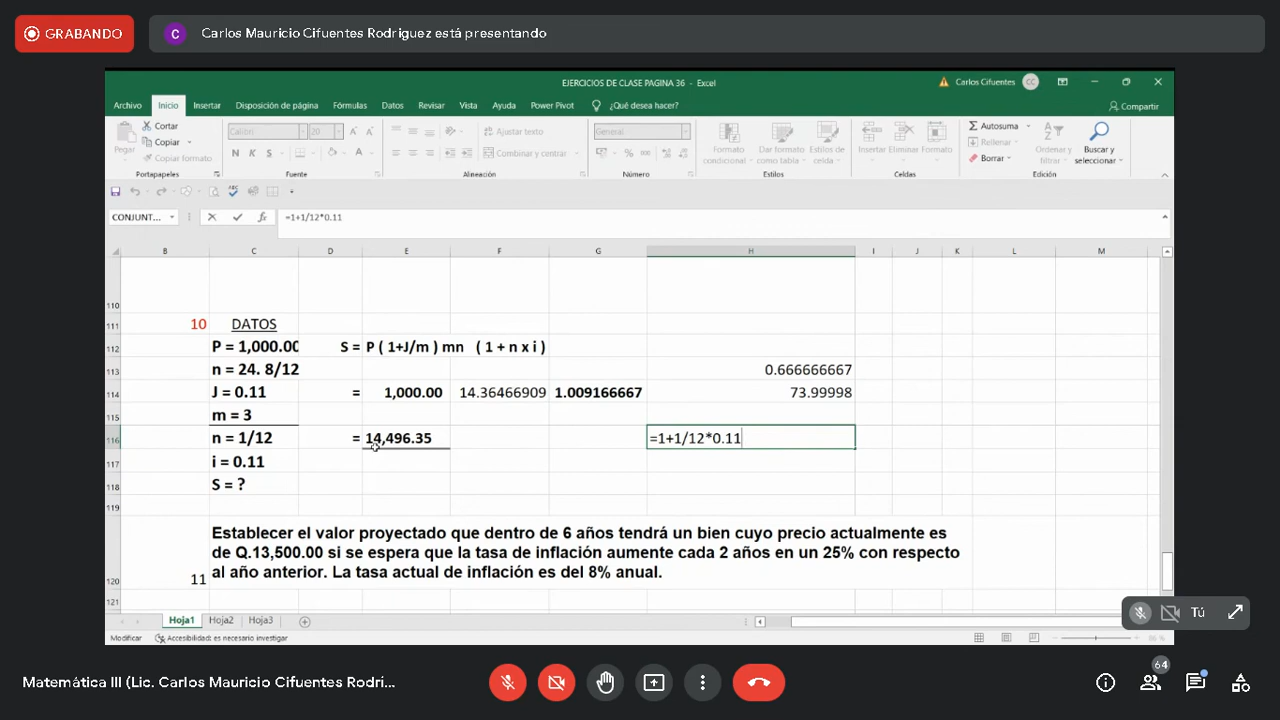 GRABANDO
C Carlos Mauricio Cifuentes Rodriguez está presentando
EJERCICIOS DE CLASE PAGINA 36 - Excel
Carlos Cifuentes CC
Archivo Inicio Insertar Disposición de página Fórmulas Datos Revisar Vista Ayuda Power Pivot ¿Qué desea hacer? Compartir
Pegar
Cortar
Copiar
Copiar formato
Portapapeles
Calibri 20
N K S
Fuente
Ajustar texto
Combinar y centrar
Alineación
General
% 000
Número
Formato condicional
Dar formato como tabla
Estilos de celda
Estilos
Insertar Eliminar Formato
Celdas
Autosuma
Rellenar
Borrar
Ordenar y filtrar
Buscar y seleccionar
Edición
CONJUNT... fx =1+1/12*0.11
B C D E F G H I J K L M
110
111 10 DATOS
112 P = 1,000.00 S = P ( 1+J/m ) mn ( 1 + n x i )
113 n = 24. 8/12 0.666666667
114 J = 0.11 = 1,000.00 14.36466909 1.009166667 73.99998
115 m = 3
116 n = 1/12 = 14,496.35 =1+1/12*0.11
117 i = 0.11
118 S = ?
119
Establecer el valor proyectado que dentro de 6 años tendrá un bien cuyo precio actualmente es
de Q.13,500.00 si se espera que la tasa de inflación aumente cada 2 años en un 25% con respecto
120 11 al año anterior. La tasa actual de inflación es del 8% anual.
121
Hoja1 Hoja2 Hoja3
Modificar Accesibilidad: es necesario investigar 86 %
Tú
64
Matemática III (Lic. Carlos Mauricio Cifuentes Rodrí...